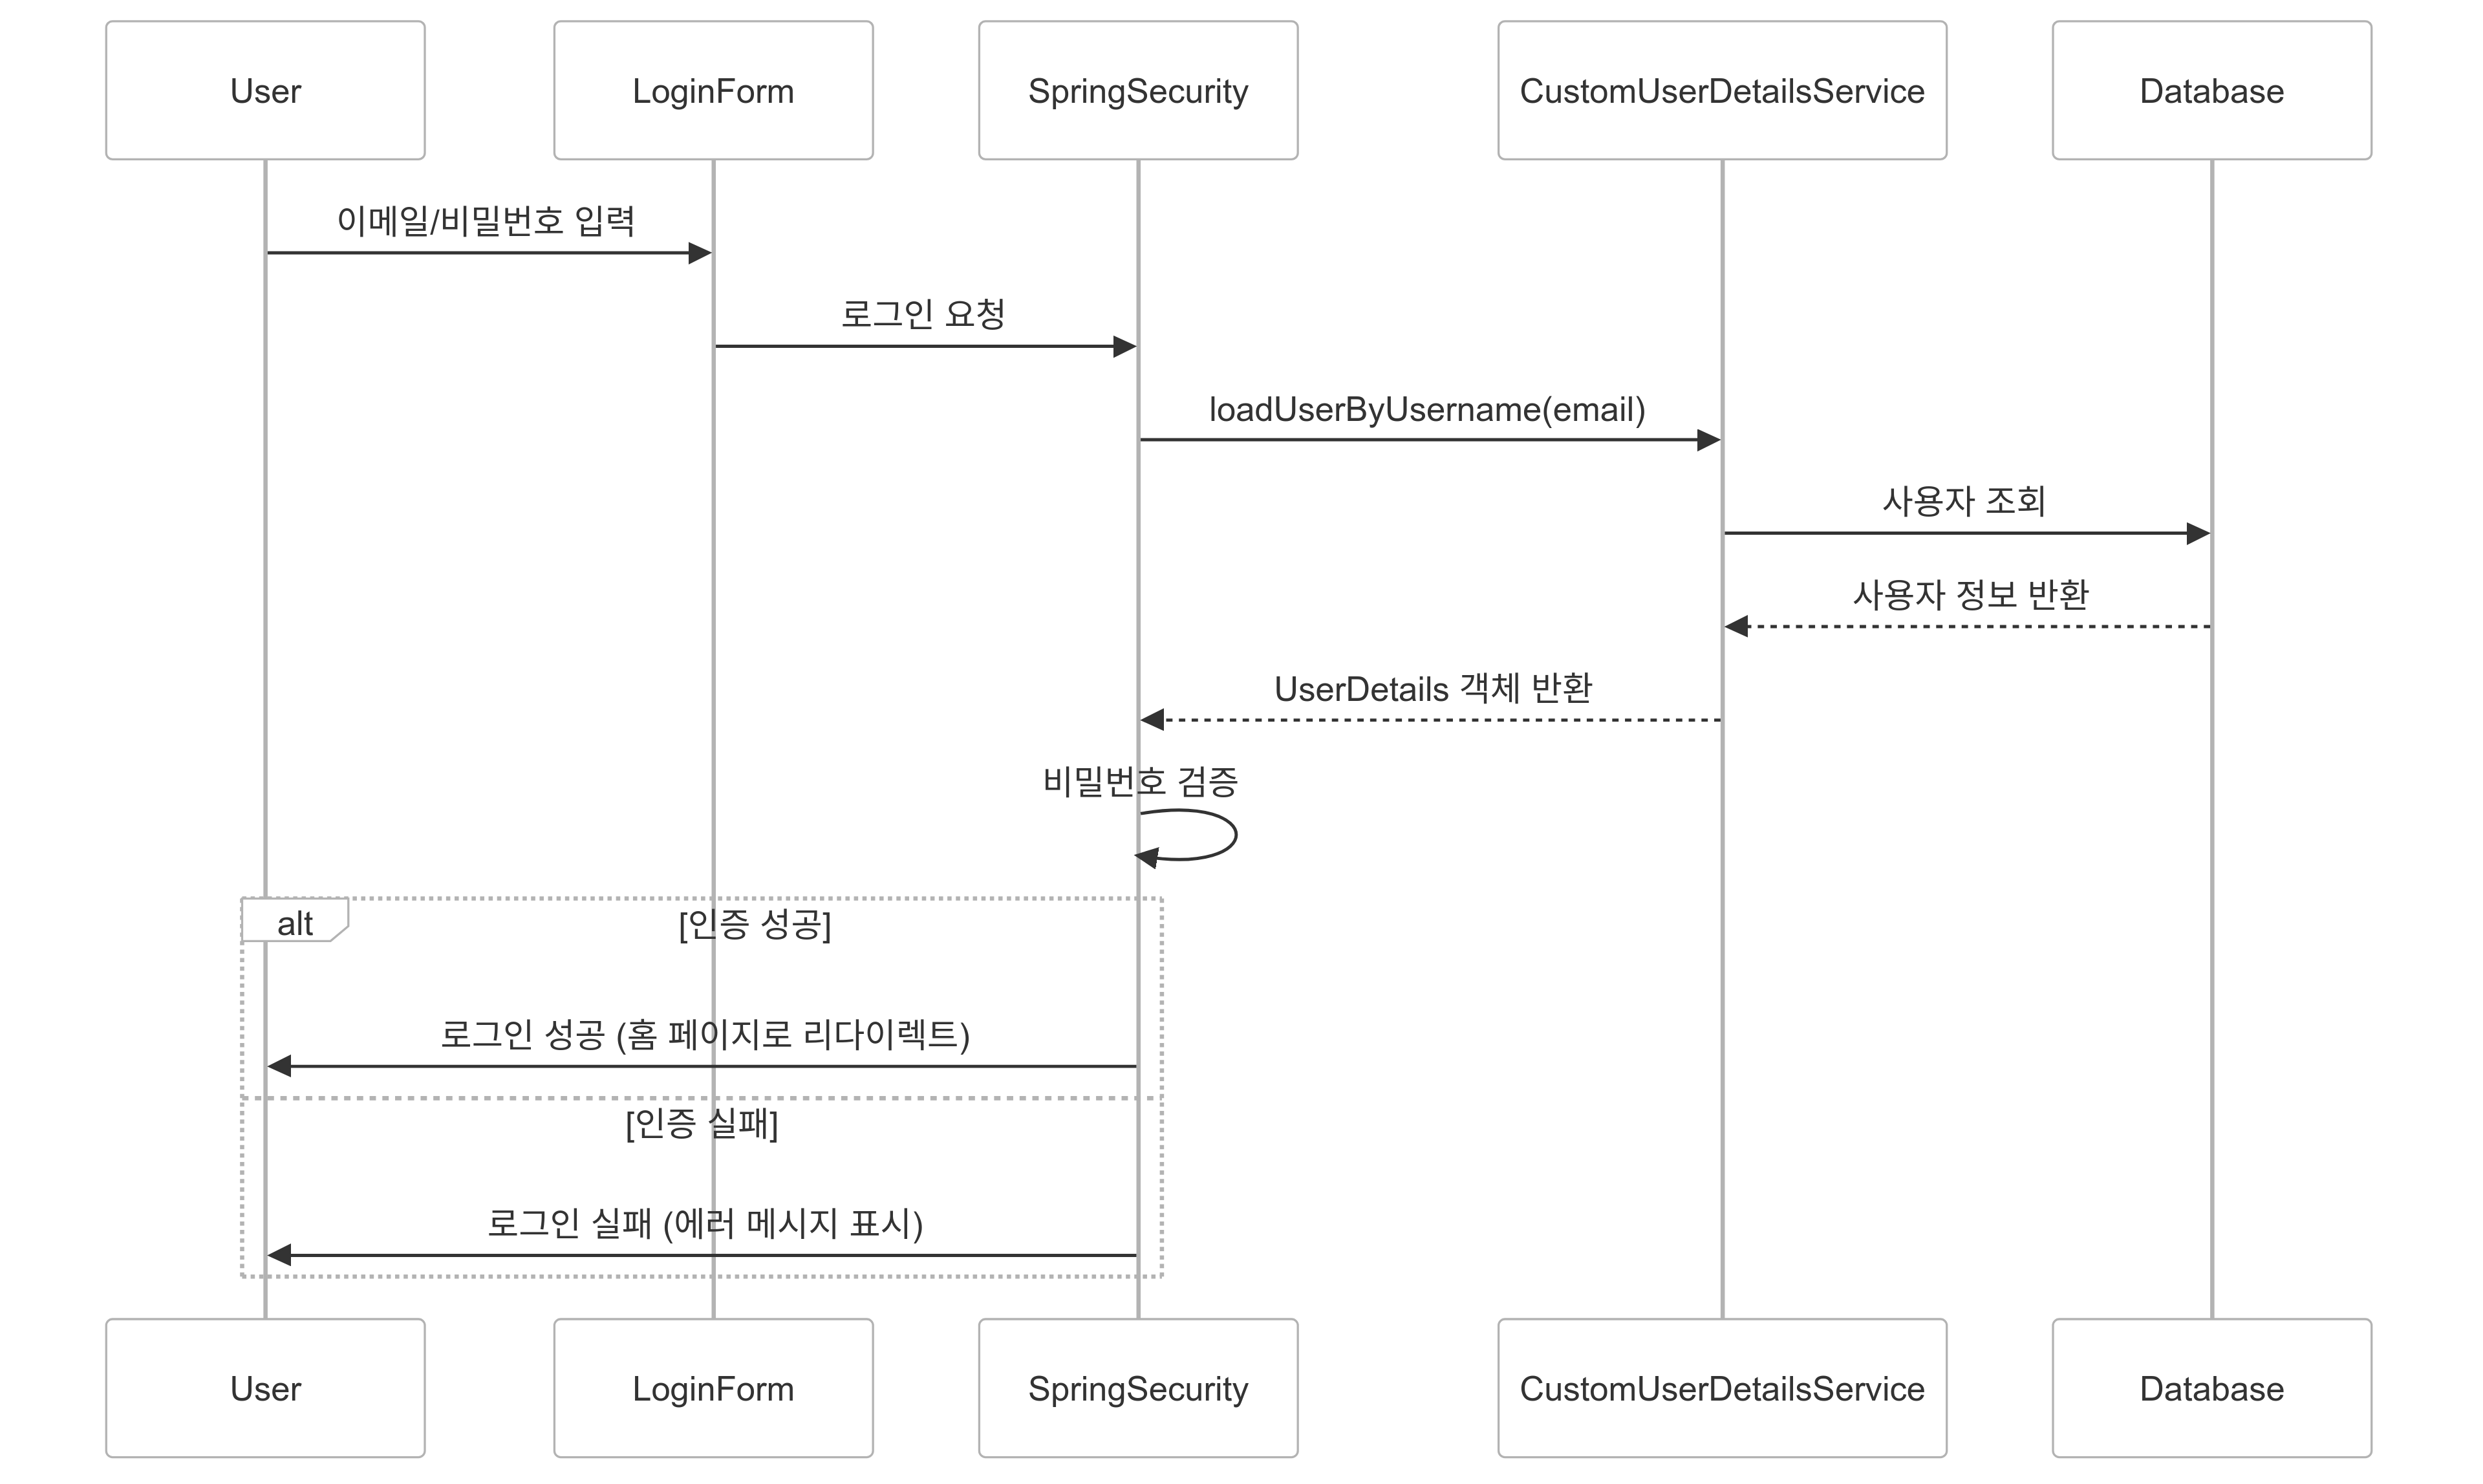 User
LoginForm
SpringSecurity
CustomUserDetailsService
Database
이메일/비밀번호 입력
로그인 요청
loadUserByUsername(email)
사용자 조회
사용자 정보 반환
UserDetails 객체 반환
비밀번호 검증
alt
[인증 성공]
로그인 성공 (홈 페이지로 리다이렉트)
[인증 실패]
로그인 실패 (에러 메시지 표시)
User
LoginForm
SpringSecurity
CustomUserDetailsService
Database